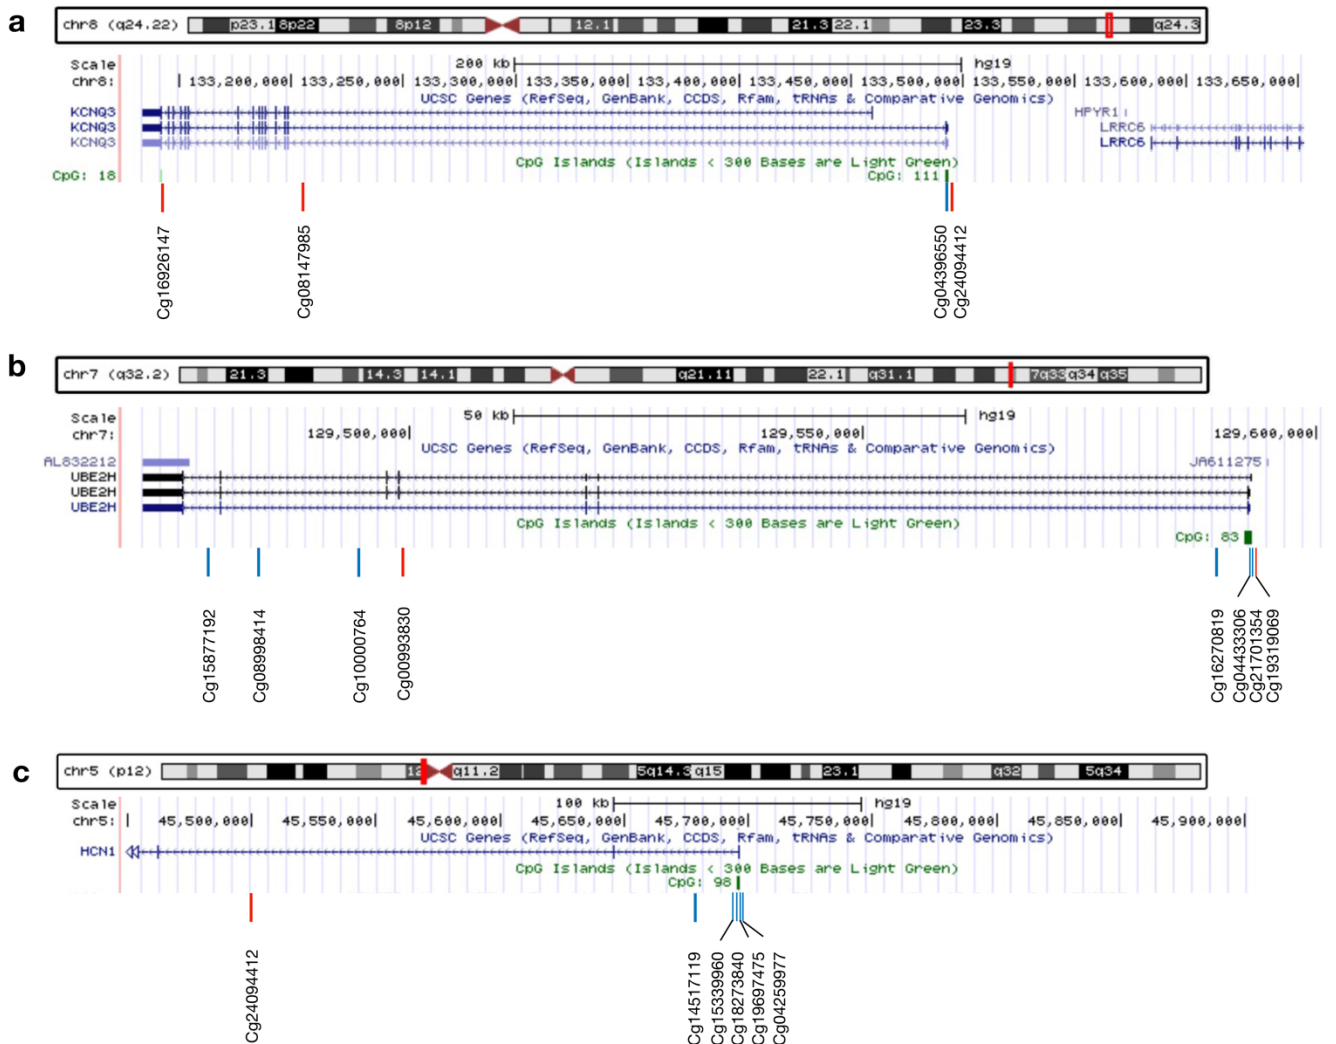 a
chr8 (q24.22) p23.1 8p22 8p12 12.1 21.3 22.1 23.3 q24.3
Scale 200 kb hg19
chr8: 133,200,000 133,250,000 133,300,000 133,350,000 133,400,000 133,450,000 133,500,000 133,550,000 133,600,000 133,650,000
UCSC Genes (RefSeq, GenBank, CCDS, Rfam, tRNAs & Comparative Genomics)
KCNQ3 HPYR1
KCNQ3 LRRC6
KCNQ3 LRRC6
CpG Islands (Islands < 300 Bases are Light Green)
CpG: 18 CpG: 111
Cg16926147
Cg08147985
Cg04396550
Cg24094412
b
chr7 (q32.2) 21.3 14.3 14.1 q21.11 22.1 q31.1 7q33 q34 q35
Scale 50 kb hg19
chr7: 129,500,000 129,550,000 129,600,000
UCSC Genes (RefSeq, GenBank, CCDS, Rfam, tRNAs & Comparative Genomics)
AL832212 JA611275
UBE2H
UBE2H
UBE2H
CpG Islands (Islands < 300 Bases are Light Green)
CpG: 83
Cg15877192
Cg08998414
Cg10000764
Cg00993830
Cg16270819
Cg04433306
Cg21701354
Cg19319069
c
chr5 (p12) 12 q11.2 5q14.3 q15 23.1 q32 5q34
Scale 100 kb hg19
chr5: 45,500,000 45,550,000 45,600,000 45,650,000 45,700,000 45,750,000 45,800,000 45,850,000 45,900,000
UCSC Genes (RefSeq, GenBank, CCDS, Rfam, tRNAs & Comparative Genomics)
HCN1
CpG Islands (Islands < 300 Bases are Light Green)
CpG: 98
Cg24094412
Cg14517119
Cg15339960
Cg18273840
Cg19697475
Cg04259977